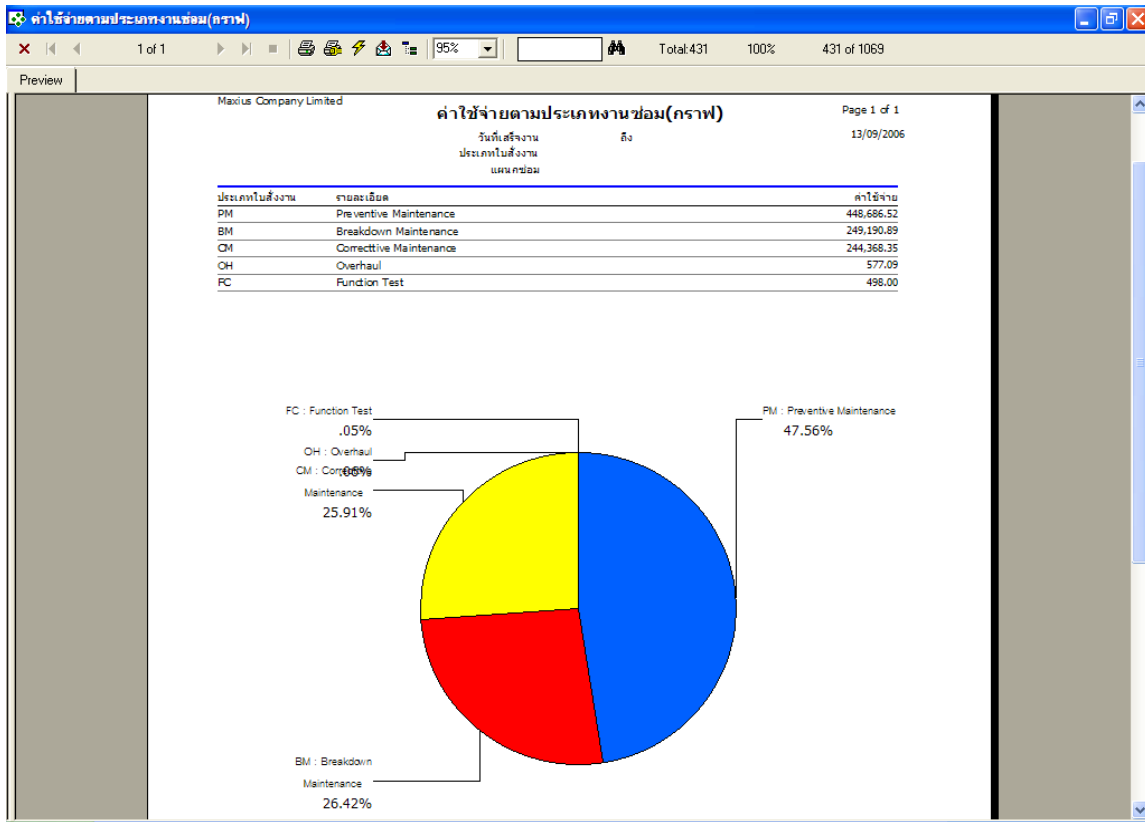 ค่าใช้จ่ายตามประเภทงานซ่อม(กราฟ)
1 of 1 95% Total:431 100% 431 of 1069
Preview
Maxius Company Limited ค่าใช้จ่ายตามประเภทงานซ่อม(กราฟ) Page 1 of 1
วันที่เสร็จงาน ถึง 13/09/2006
ประเภทใบสั่งงาน
แผนกซ่อม
ประเภทใบสั่งงาน รายละเอียด ค่าใช้จ่าย
PM Preventive Maintenance 448,686.52
BM Breakdown Maintenance 249,190.89
CM Correcttive Maintenance 244,368.35
OH Overhaul 577.09
FC Function Test 498.00
FC : Function Test PM : Preventive Maintenance
.05% 47.56%
OH : Overhaul
CM :
Maintenance
25.91%
BM : Breakdown
Maintenance
26.42%